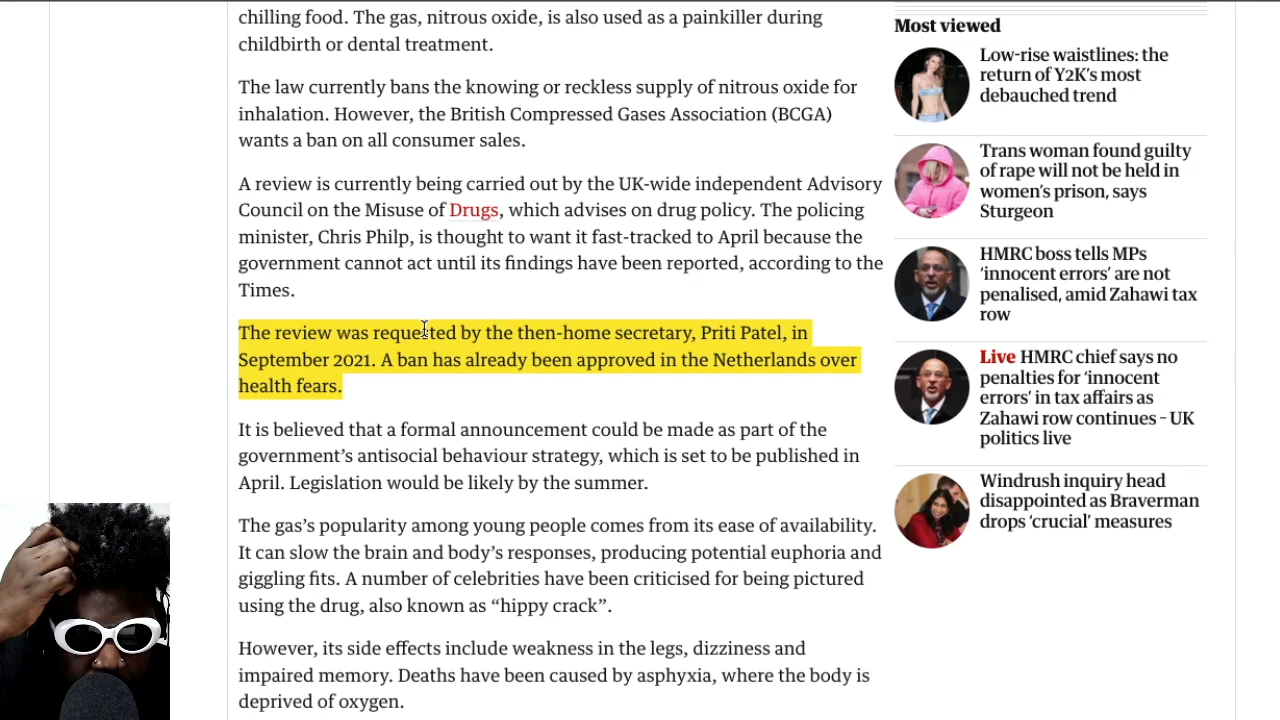 chilling food. The gas, nitrous oxide, is also used as a painkiller during
childbirth or dental treatment.
The law currently bans the knowing or reckless supply of nitrous oxide for
inhalation. However, the British Compressed Gases Association (BCGA)
wants a ban on all consumer sales.
A review is currently being carried out by the UK-wide independent Advisory
Council on the Misuse of Drugs, which advises on drug policy. The policing
minister, Chris Philp, is thought to want it fast-tracked to April because the
government cannot act until its findings have been reported, according to the
Times.
The review was requested by the then-home secretary, Priti Patel, in
September 2021. A ban has already been approved in the Netherlands over
health fears.
It is believed that a formal announcement could be made as part of the
government’s antisocial behaviour strategy, which is set to be published in
April. Legislation would be likely by the summer.
The gas’s popularity among young people comes from its ease of availability.
It can slow the brain and body’s responses, producing potential euphoria and
giggling fits. A number of celebrities have been criticised for being pictured
using the drug, also known as “hippy crack”.
However, its side effects include weakness in the legs, dizziness and
impaired memory. Deaths have been caused by asphyxia, where the body is
deprived of oxygen.
Most viewed
Low-rise waistlines: the
return of Y2K’s most
debauched trend
Trans woman found guilty
of rape will not be held in
women’s prison, says
Sturgeon
HMRC boss tells MPs
‘innocent errors’ are not
penalised, amid Zahawi tax
row
Live HMRC chief says no
penalties for ‘innocent
errors’ in tax affairs as
Zahawi row continues – UK
politics live
Windrush inquiry head
disappointed as Braverman
drops ‘crucial’ measures